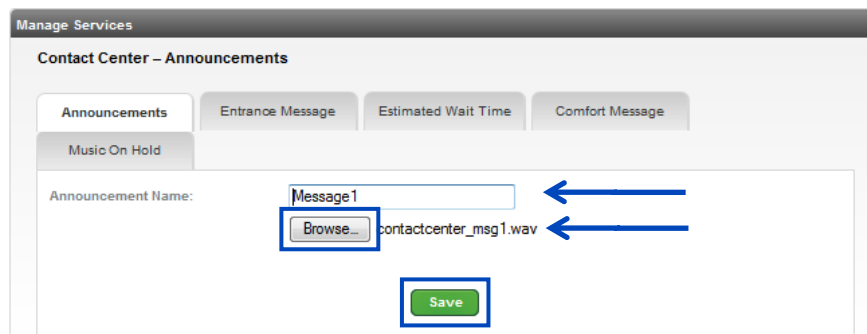 Manage Services
Contact Center – Announcements
Announcements Entrance Message Estimated Wait Time Comfort Message
Music On Hold
Announcement Name: Message1
Browse... contactcenter_msg1.wav
Save